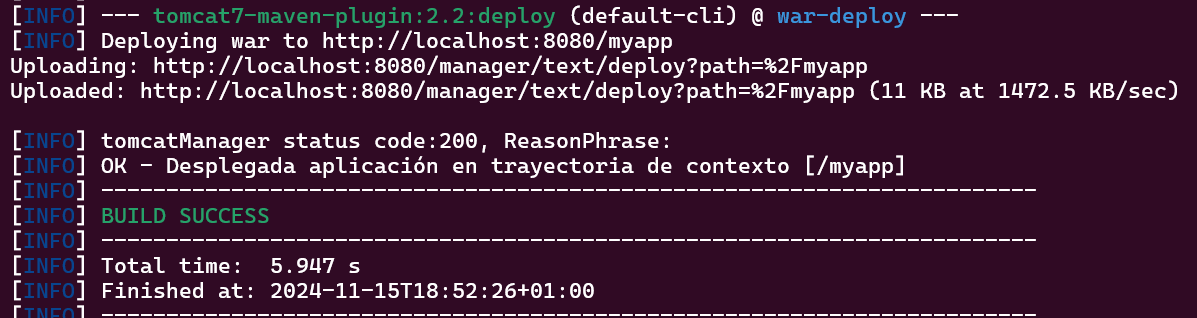 [INFO] --- tomcat7-maven-plugin:2.2:deploy (default-cli) @ war-deploy ---
[INFO] Deploying war to http://localhost:8080/myapp
Uploading: http://localhost:8080/manager/text/deploy?path=%2Fmyapp
Uploaded: http://localhost:8080/manager/text/deploy?path=%2Fmyapp (11 KB at 1472.5 KB/sec)
[INFO] tomcatManager status code:200, ReasonPhrase:
[INFO] OK - Desplegada aplicación en trayectoria de contexto [/myapp]
[INFO] ------------------------------------------------------------------------
[INFO] BUILD SUCCESS
[INFO] ------------------------------------------------------------------------
[INFO] Total time:  5.947 s
[INFO] Finished at: 2024-11-15T18:52:26+01:00
[INFO] ------------------------------------------------------------------------